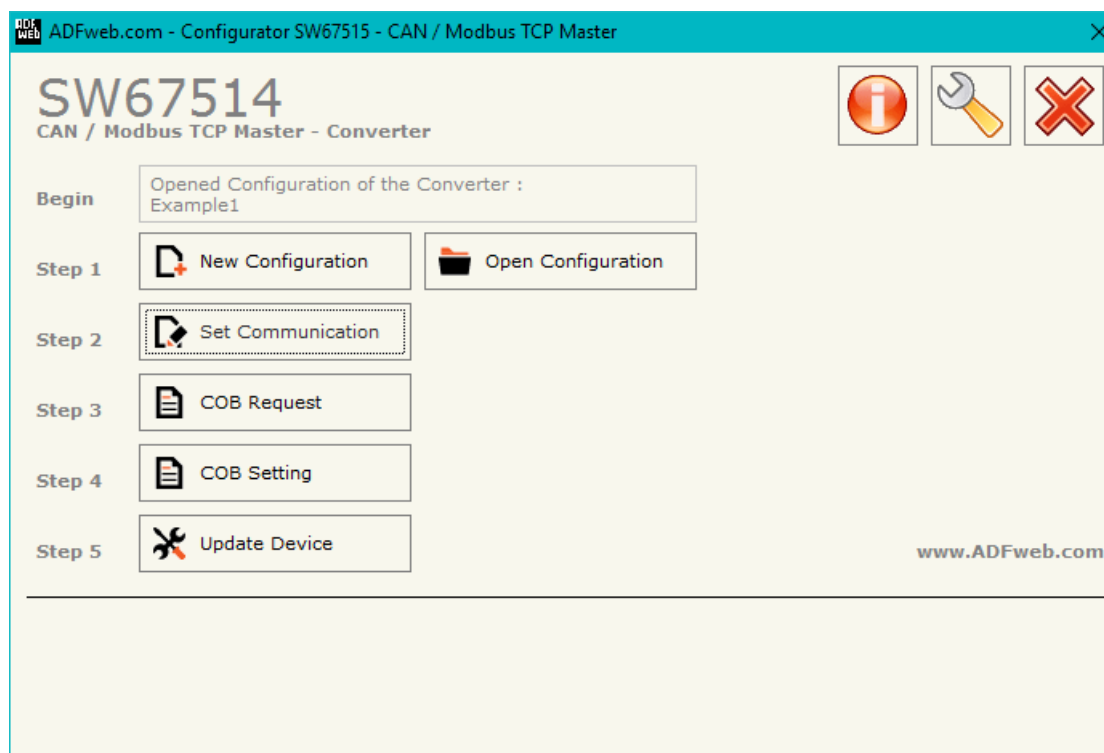 ADF
web
ADFweb.com - Configurator SW67515 - CAN / Modbus TCP Master
SW67514
CAN / Modbus TCP Master - Converter
Begin
Opened Configuration of the Converter :
Example1
Step 1
New Configuration
Open Configuration
Step 2
Set Communication
Step 3
COB Request
Step 4
COB Setting
Step 5
Update Device
www.ADFweb.com